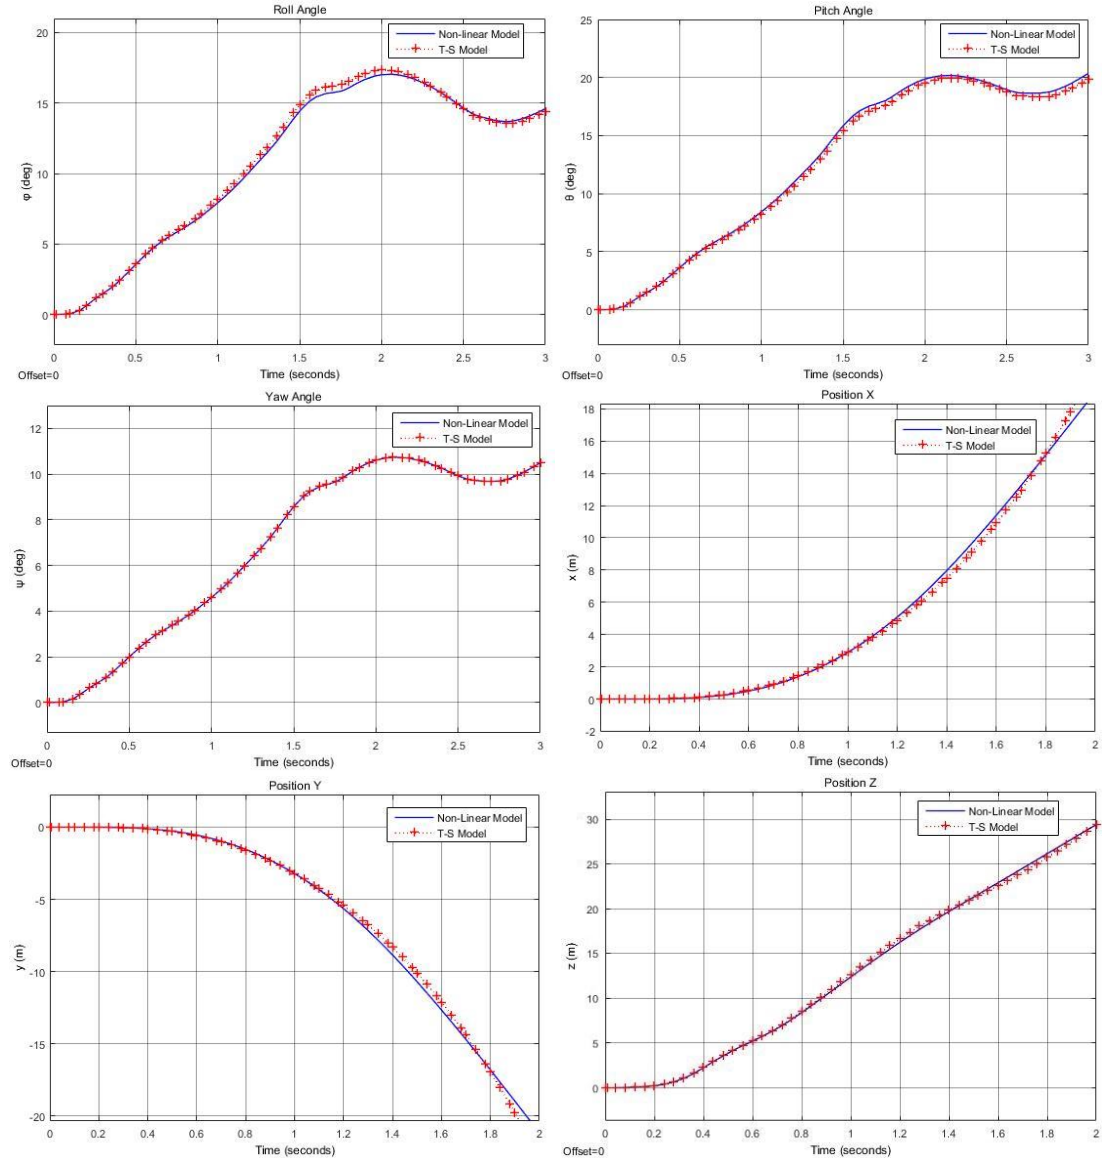 Roll Angle
Non-linear Model
T-S Model
20
15
10
5
0
φ (deg)
0 0.5 1 1.5 2 2.5 3
Time (seconds)
Offset=0
Pitch Angle
Non-Linear Model
T-S Model
25
20
15
10
5
0
θ (deg)
0 0.5 1 1.5 2 2.5 3
Time (seconds)
Offset=0
Yaw Angle
Non-Linear Model
T-S Model
12
10
8
6
4
2
0
ψ (deg)
0 0.5 1 1.5 2 2.5 3
Time (seconds)
Offset=0
Position X
Non-Linear Model
T-S Model
18
16
14
12
10
8
6
4
2
0
-2
x (m)
0 0.2 0.4 0.6 0.8 1 1.2 1.4 1.6 1.8 2
Time (seconds)
Position Y
Non-Linear Model
T-S Model
0
-5
-10
-15
-20
y (m)
0 0.2 0.4 0.6 0.8 1 1.2 1.4 1.6 1.8 2
Time (seconds)
Position Z
Non-Linear Model
T-S Model
30
25
20
15
10
5
0
z (m)
0 0.2 0.4 0.6 0.8 1 1.2 1.4 1.6 1.8 2
Time (seconds)
Offset=0